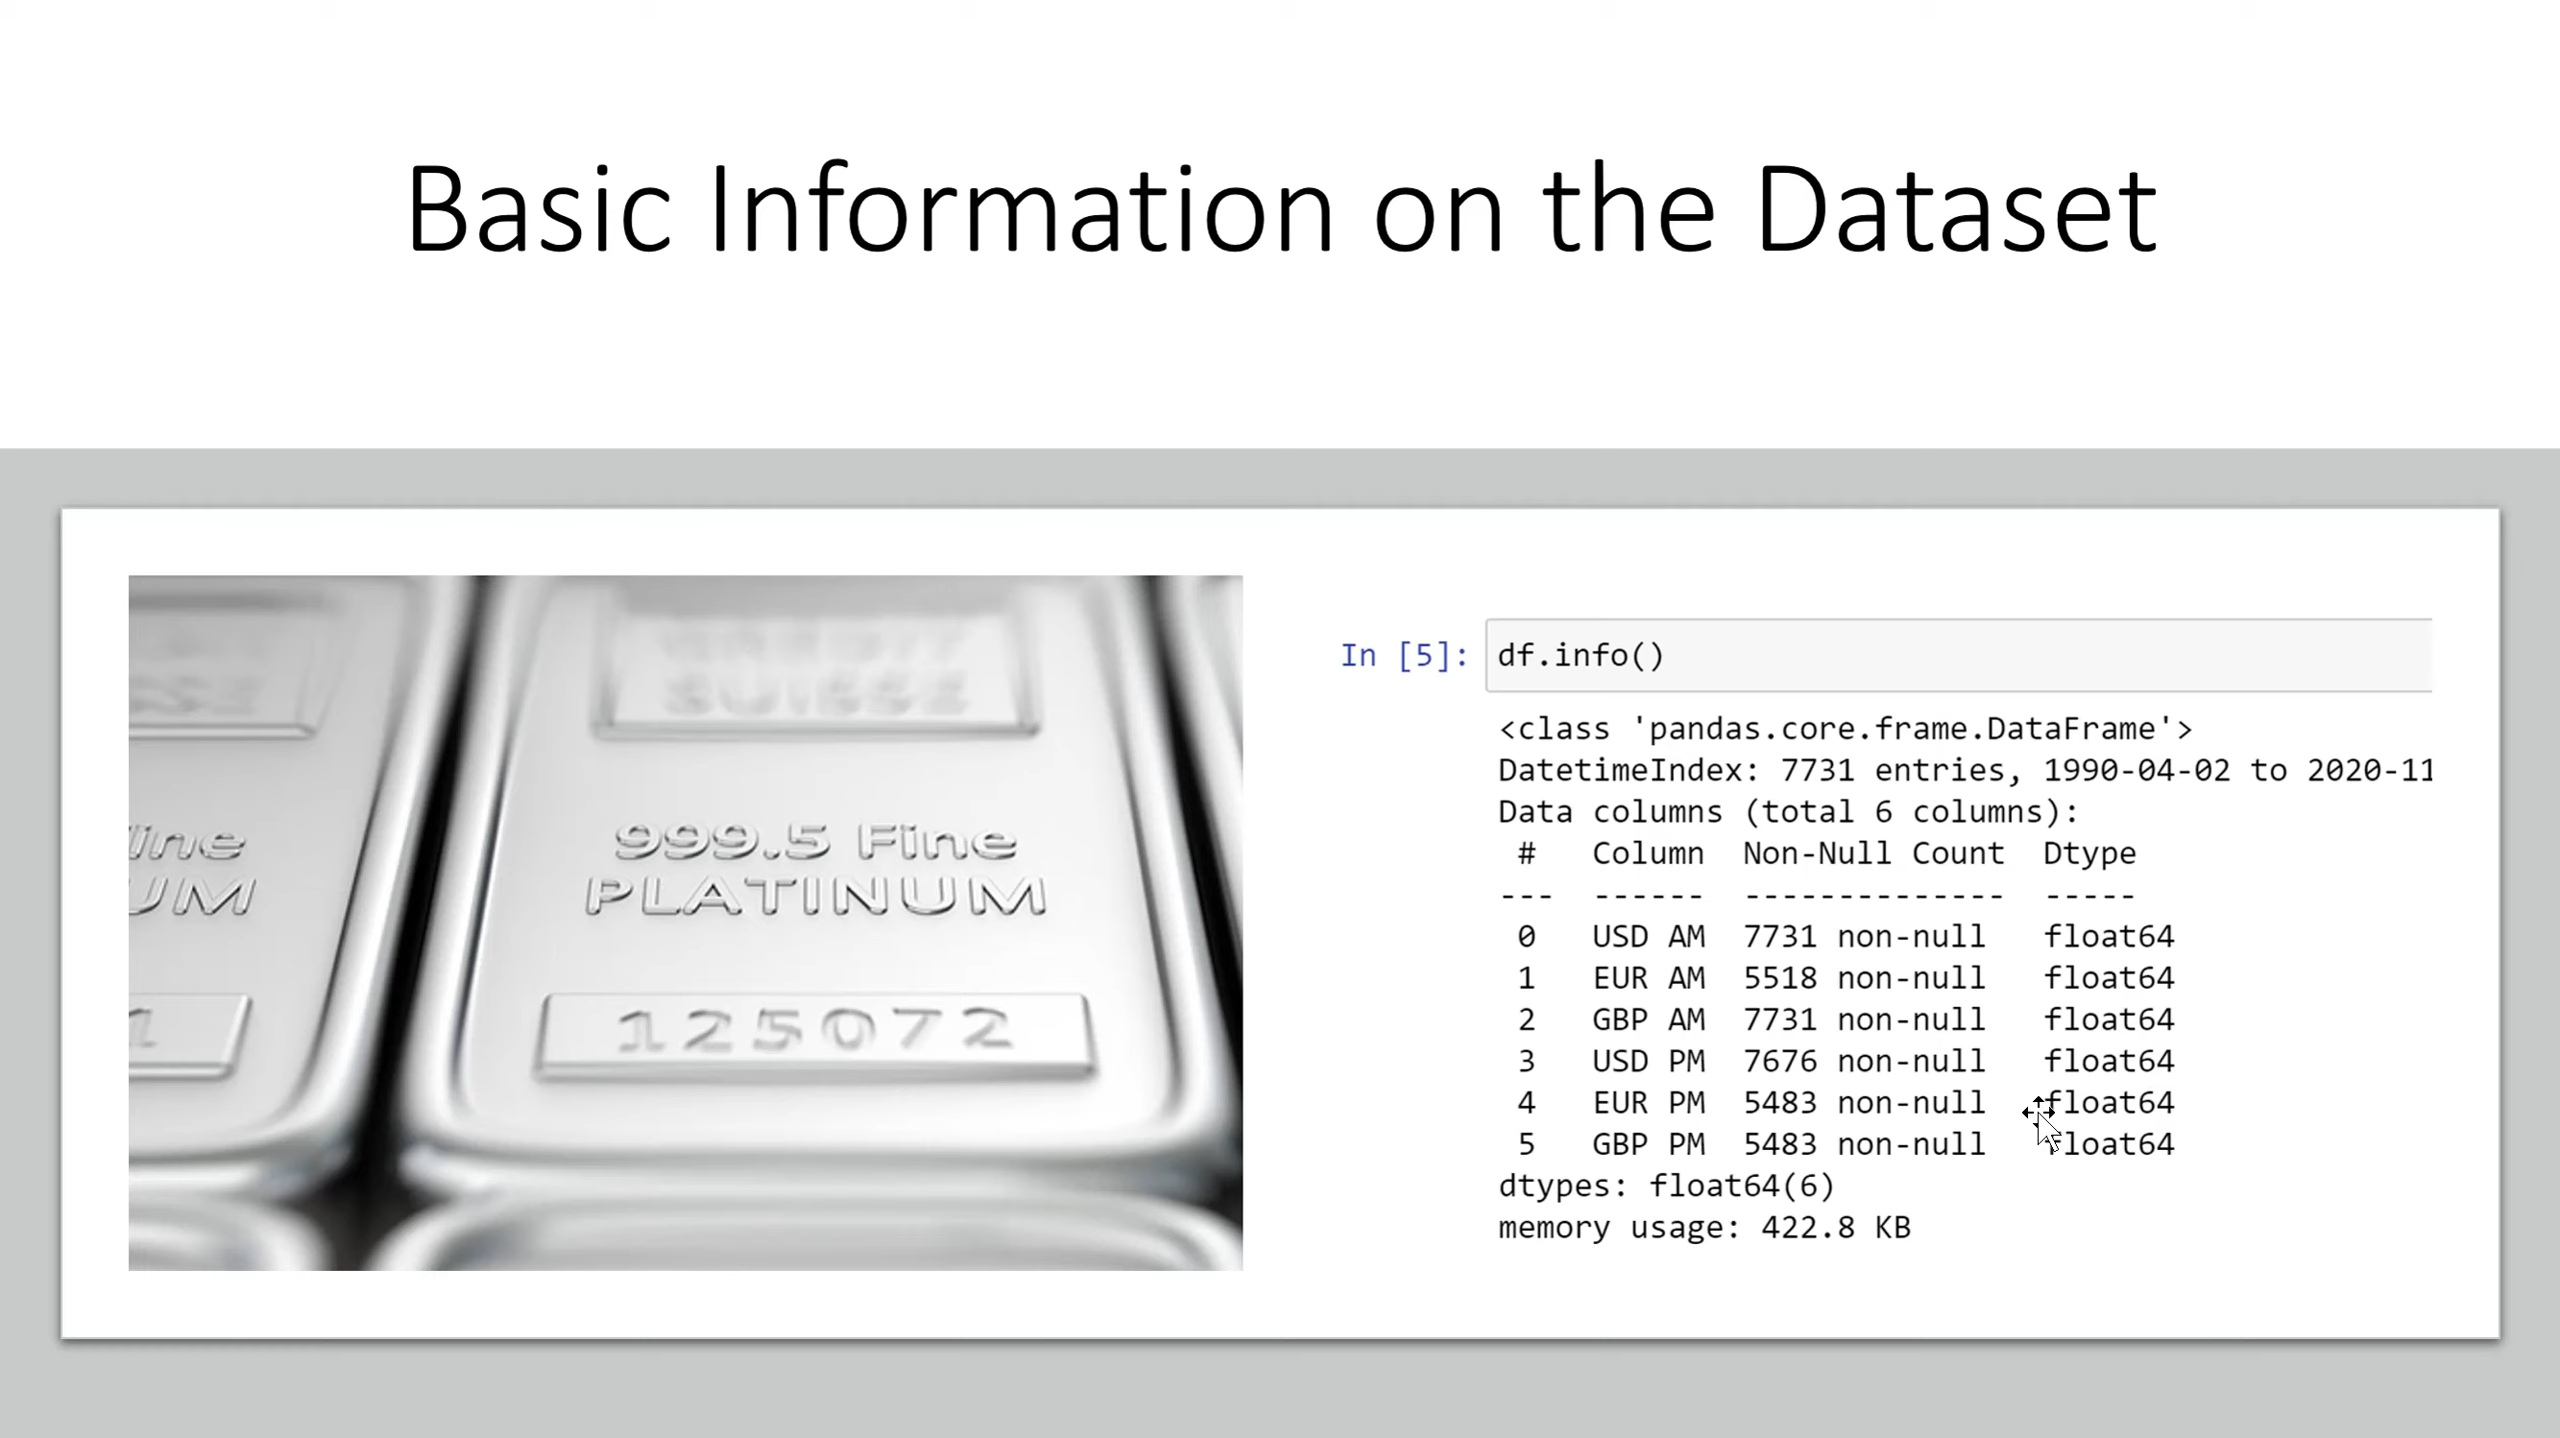 Basic Information on the Dataset
999.5 Fine
PLATINUM
125072
ine
UM
1
In [5]: df.info()
<class 'pandas.core.frame.DataFrame'>
DatetimeIndex: 7731 entries, 1990-04-02 to 2020-11
Data columns (total 6 columns):
# Column Non-Null Count Dtype
--- ------ -------------- -----
0 USD AM 7731 non-null float64
1 EUR AM 5518 non-null float64
2 GBP AM 7731 non-null float64
3 USD PM 7676 non-null float64
4 EUR PM 5483 non-null float64
5 GBP PM 5483 non-null float64
dtypes: float64(6)
memory usage: 422.8 KB